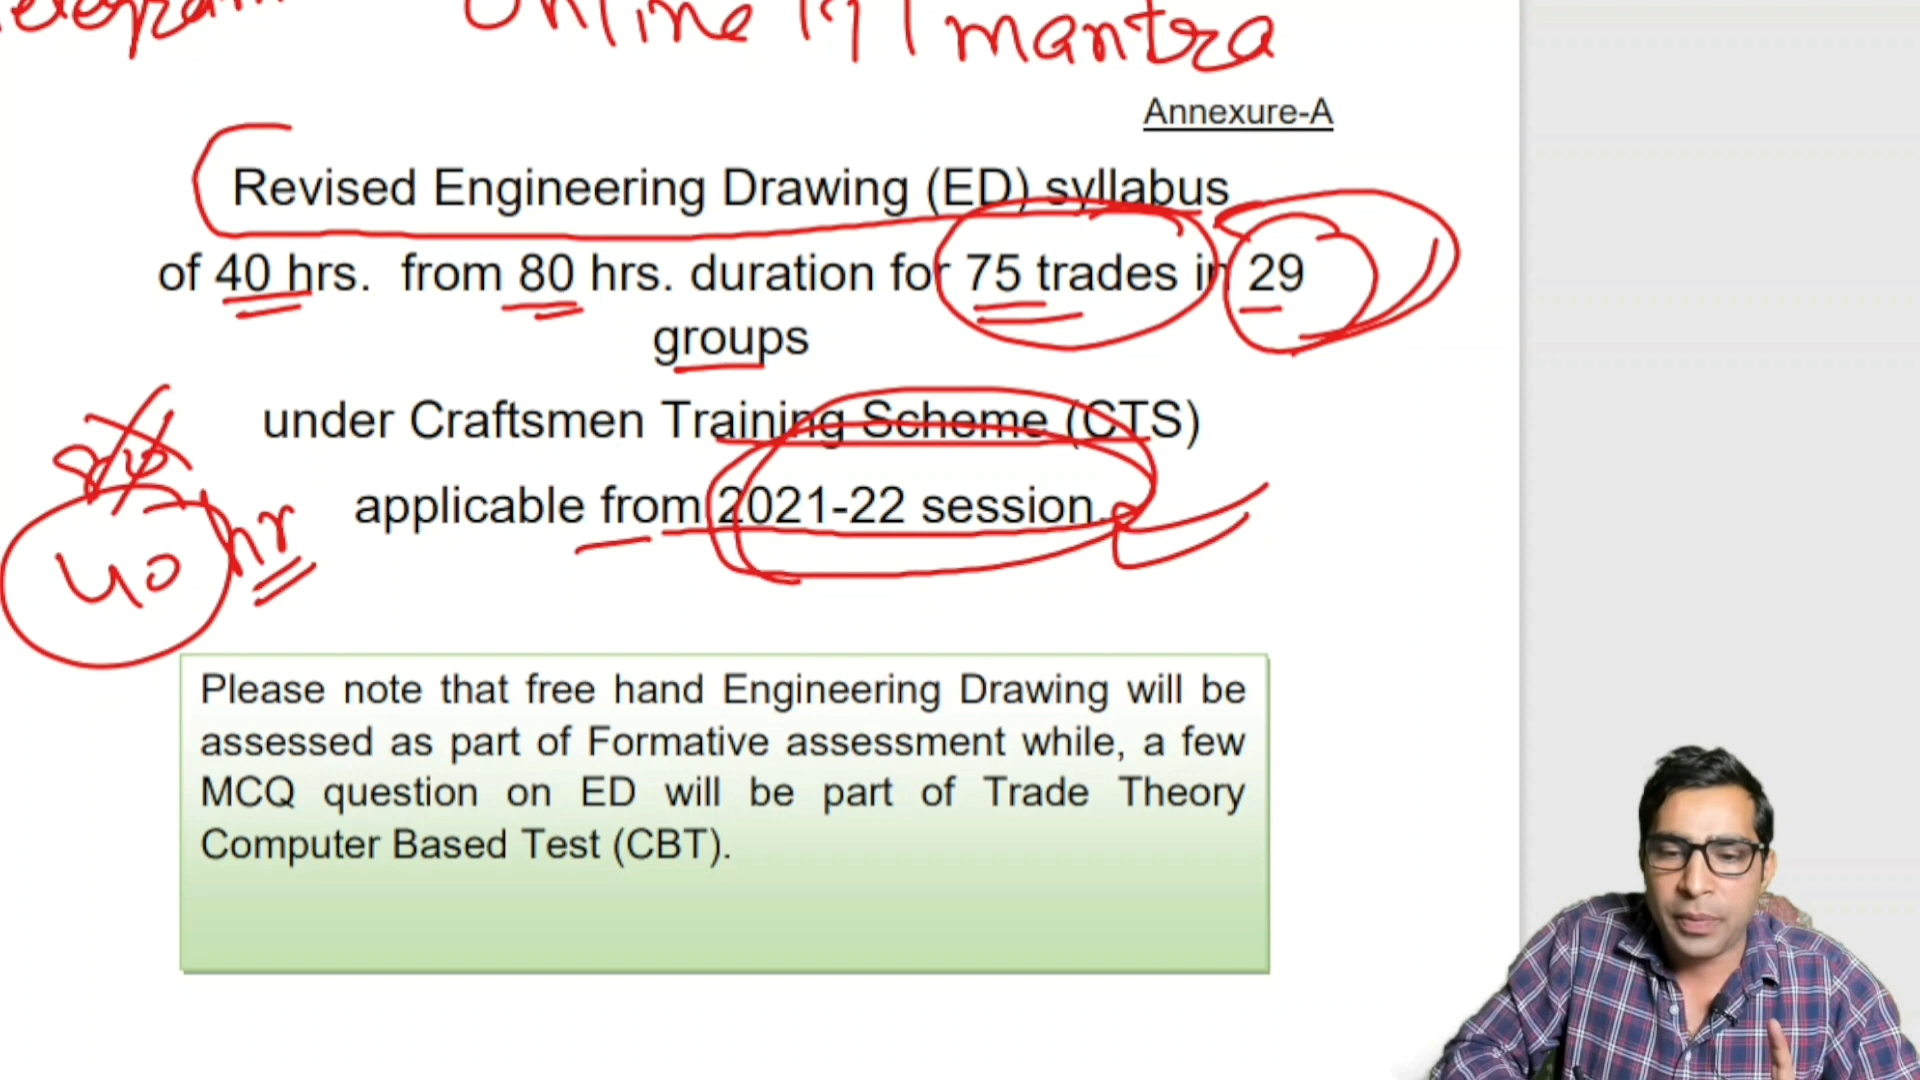 Online ITI mantra
Annexure-A
Revised Engineering Drawing (ED) syllabus
of 40 hrs. from 80 hrs. duration for 75 trades in 29
groups
under Craftsmen Training Scheme (CTS)
applicable from 2021-22 session.
40 hr
Please note that free hand Engineering Drawing will be
assessed as part of Formative assessment while, a few
MCQ question on ED will be part of Trade Theory
Computer Based Test (CBT).